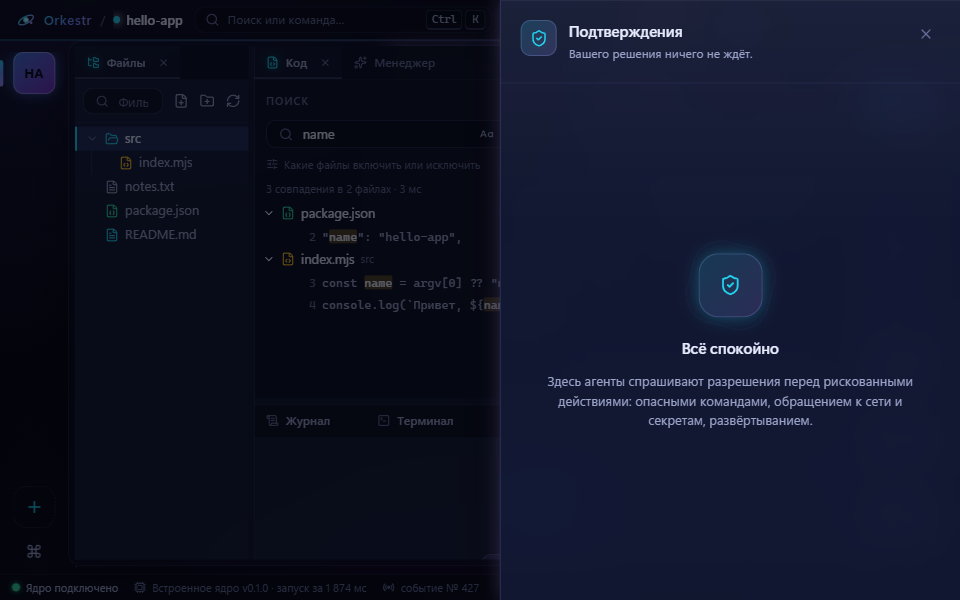 Orkestr / hello-app
Поиск или команда...
Ctrl K
HA
Файлы
Филь
src
index.mjs
notes.txt
package.json
README.md
Код
Менеджер
ПОИСК
name
Aa
Какие файлы включить или исключить
3 совпадения в 2 файлах · 3 мс
package.json
2 "name": "hello-app",
index.mjs src
3 const name = argv[0] ??
4 console.log(`Привет, ${nam
Журнал
Терминал
Подтверждения
Вашего решения ничего не ждёт.
Всё спокойно
Здесь агенты спрашивают разрешения перед рискованными
действиями: опасными командами, обращением к сети и
секретам, развёртыванием.
Ядро подключено
Встроенное ядро v0.1.0 · запуск за 1 874 мс
событие № 427